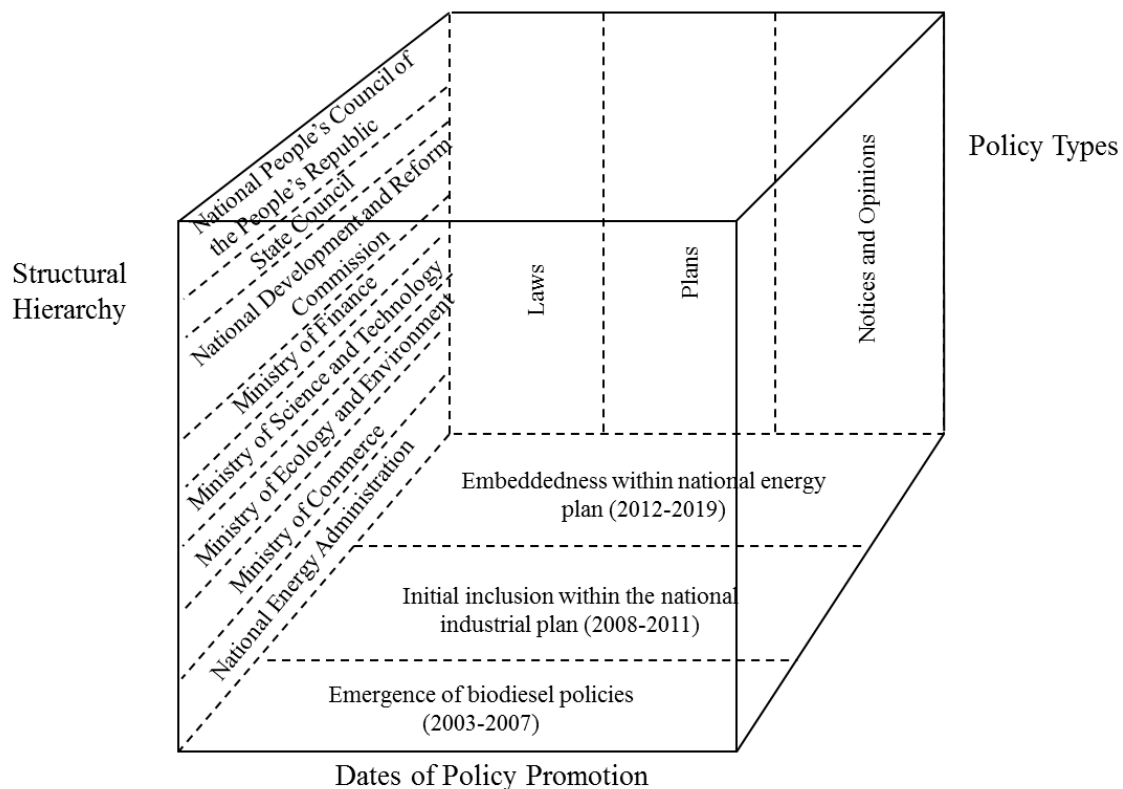 National People's Council of
the People's Republic
State Council
National Development and Reform
Commission
Ministry of Finance
Ministry of Science and Technology
Ministry of Ecology and Environment
Ministry of Commerce
National Energy Administration
Structural
Hierarchy
Laws
Plans
Notices and Opinions
Policy Types
Embeddedness within national energy
plan (2012-2019)
Initial inclusion within the national
industrial plan (2008-2011)
Emergence of biodiesel policies
(2003-2007)
Dates of Policy Promotion